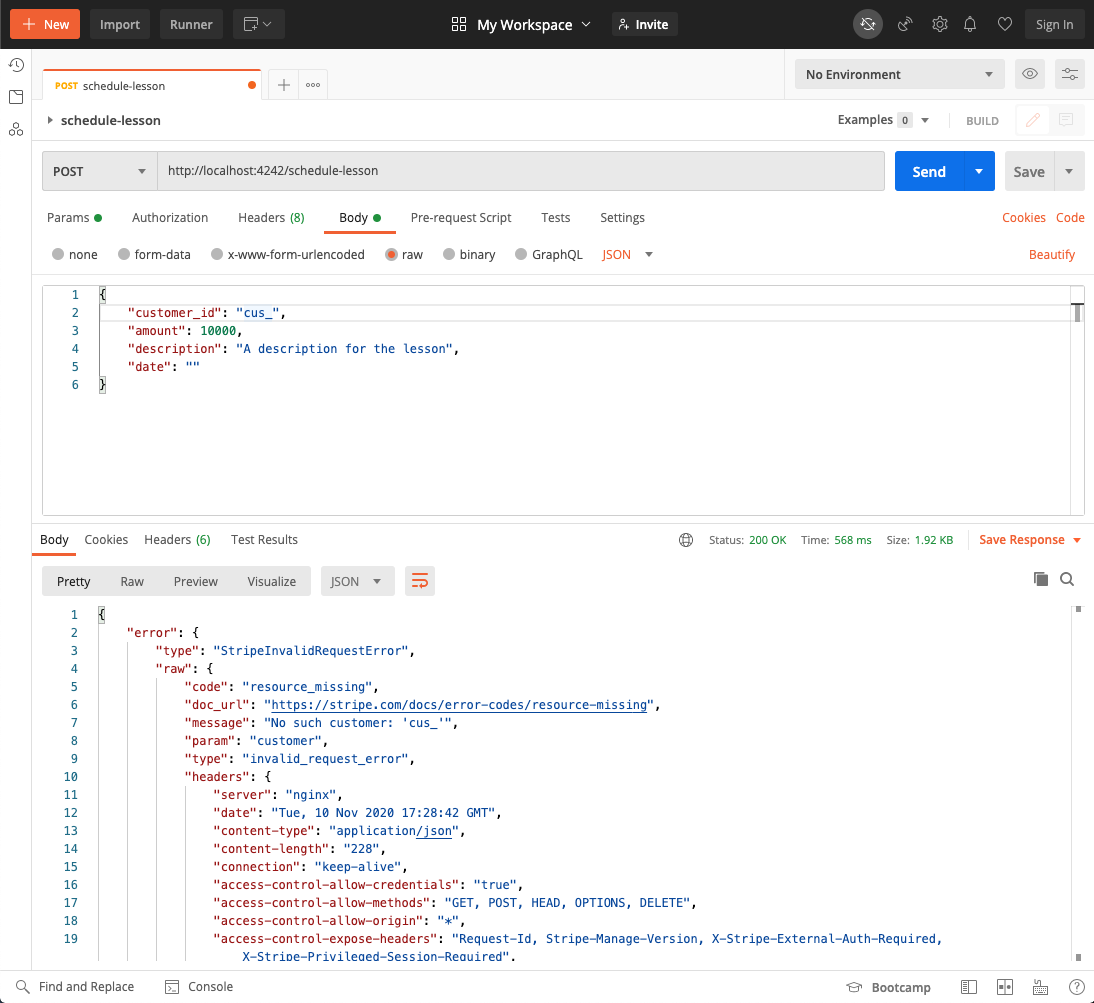 New Import Runner My Workspace Invite Sign In
POST schedule-lesson No Environment
schedule-lesson Examples 0 BUILD
POST http://localhost:4242/schedule-lesson Send Save
Params Authorization Headers (8) Body Pre-request Script Tests Settings Cookies Code
none form-data x-www-form-urlencoded raw binary GraphQL JSON Beautify
1 {
2 "customer_id": "cus_",
3 "amount": 10000,
4 "description": "A description for the lesson",
5 "date": ""
6 }
Body Cookies Headers (6) Test Results Status: 200 OK Time: 568 ms Size: 1.92 KB Save Response
Pretty Raw Preview Visualize JSON
1 {
2 "error": {
3 "type": "StripeInvalidRequestError",
4 "raw": {
5 "code": "resource_missing",
6 "doc_url": "https://stripe.com/docs/error-codes/resource-missing",
7 "message": "No such customer: 'cus_'",
8 "param": "customer",
9 "type": "invalid_request_error",
10 "headers": {
11 "server": "nginx",
12 "date": "Tue, 10 Nov 2020 17:28:42 GMT",
13 "content-type": "application/json",
14 "content-length": "228",
15 "connection": "keep-alive",
16 "access-control-allow-credentials": "true",
17 "access-control-allow-methods": "GET, POST, HEAD, OPTIONS, DELETE",
18 "access-control-allow-origin": "*",
19 "access-control-expose-headers": "Request-Id, Stripe-Manage-Version, X-Stripe-External-Auth-Required,
X-Stripe-Privileged-Session-Required",
Find and Replace Console Bootcamp